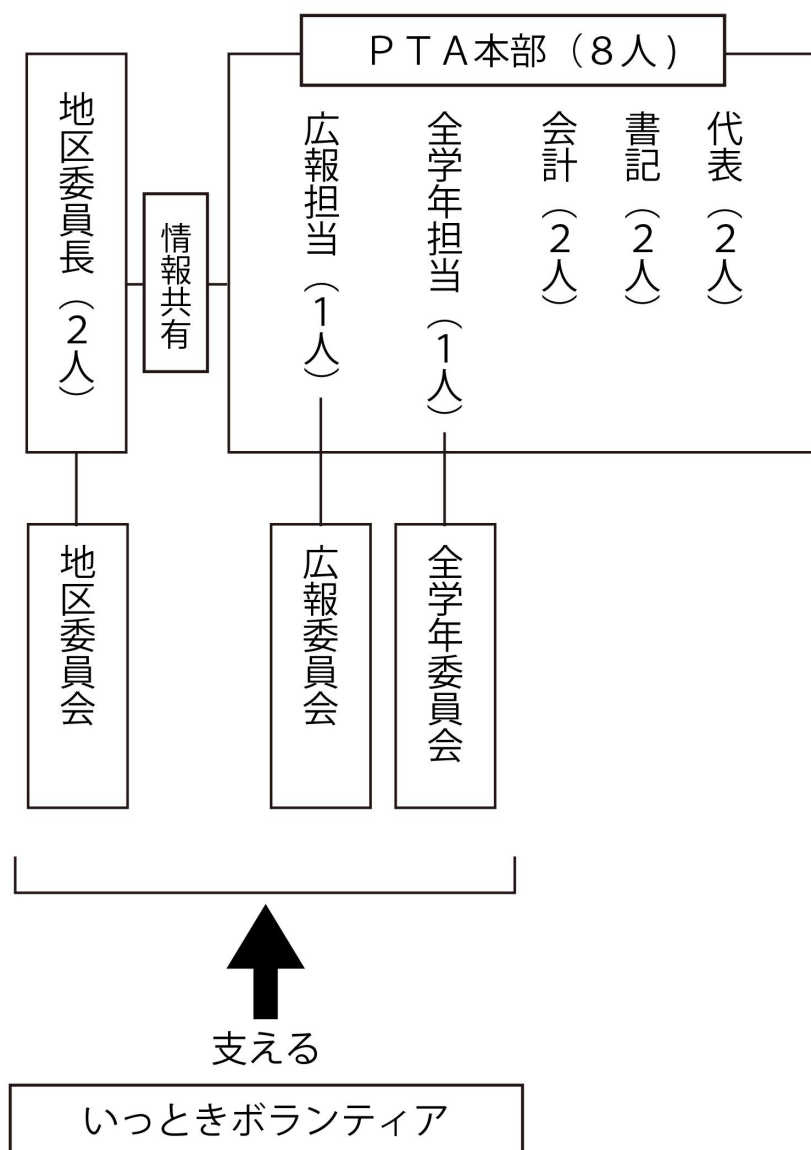 ＰＴＡ本部（８人）
代表（２人）
書記（２人）
会計（２人）
全学年担当（１人）
広報担当（１人）
情報共有
地区委員長（２人）
全学年委員会
広報委員会
地区委員会
支える
いっときボランティア